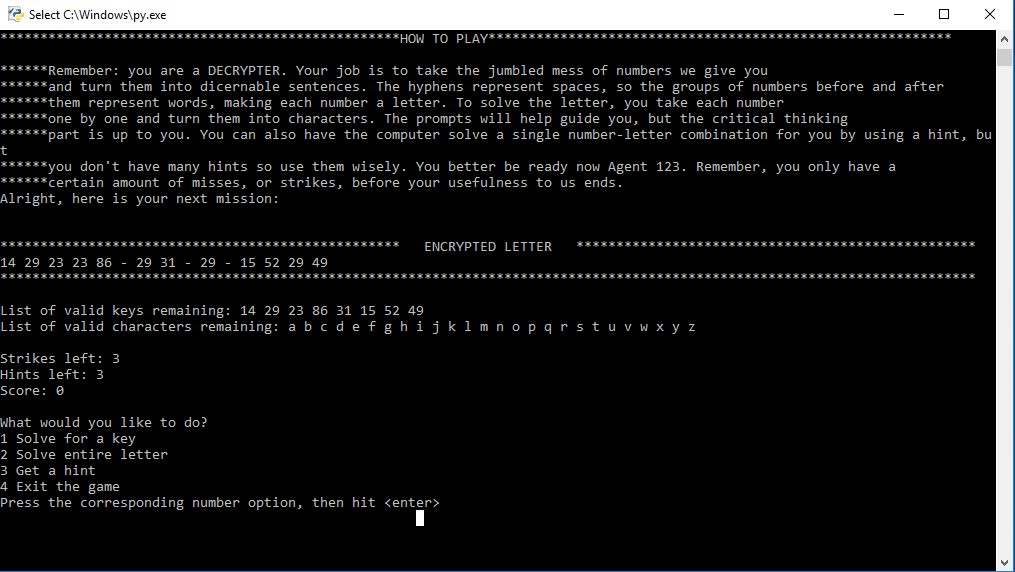 Select C:\Windows\py.exe
**************************************************HOW TO PLAY**********************************************************
******Remember: you are a DECRYPTER. Your job is to take the jumbled mess of numbers we give you
******and turn them into dicernable sentences. The hyphens represent spaces, so the groups of numbers before and after
******them represent words, making each number a letter. To solve the letter, you take each number
******one by one and turn them into characters. The prompts will help guide you, but the critical thinking
******part is up to you. You can also have the computer solve a single number-letter combination for you by using a hint, bu
t
******you don't have many hints so use them wisely. You better be ready now Agent 123. Remember, you only have a
******certain amount of misses, or strikes, before your usefulness to us ends.
Alright, here is your next mission:
**************************************************   ENCRYPTED LETTER   **************************************************
14 29 23 23 86 - 29 31 - 29 - 15 52 29 49
**************************************************************************************************************************
List of valid keys remaining: 14 29 23 86 31 15 52 49
List of valid characters remaining: a b c d e f g h i j k l m n o p q r s t u v w x y z
Strikes left: 3
Hints left: 3
Score: 0
What would you like to do?
1 Solve for a key
2 Solve entire letter
3 Get a hint
4 Exit the game
Press the corresponding number option, then hit <enter>